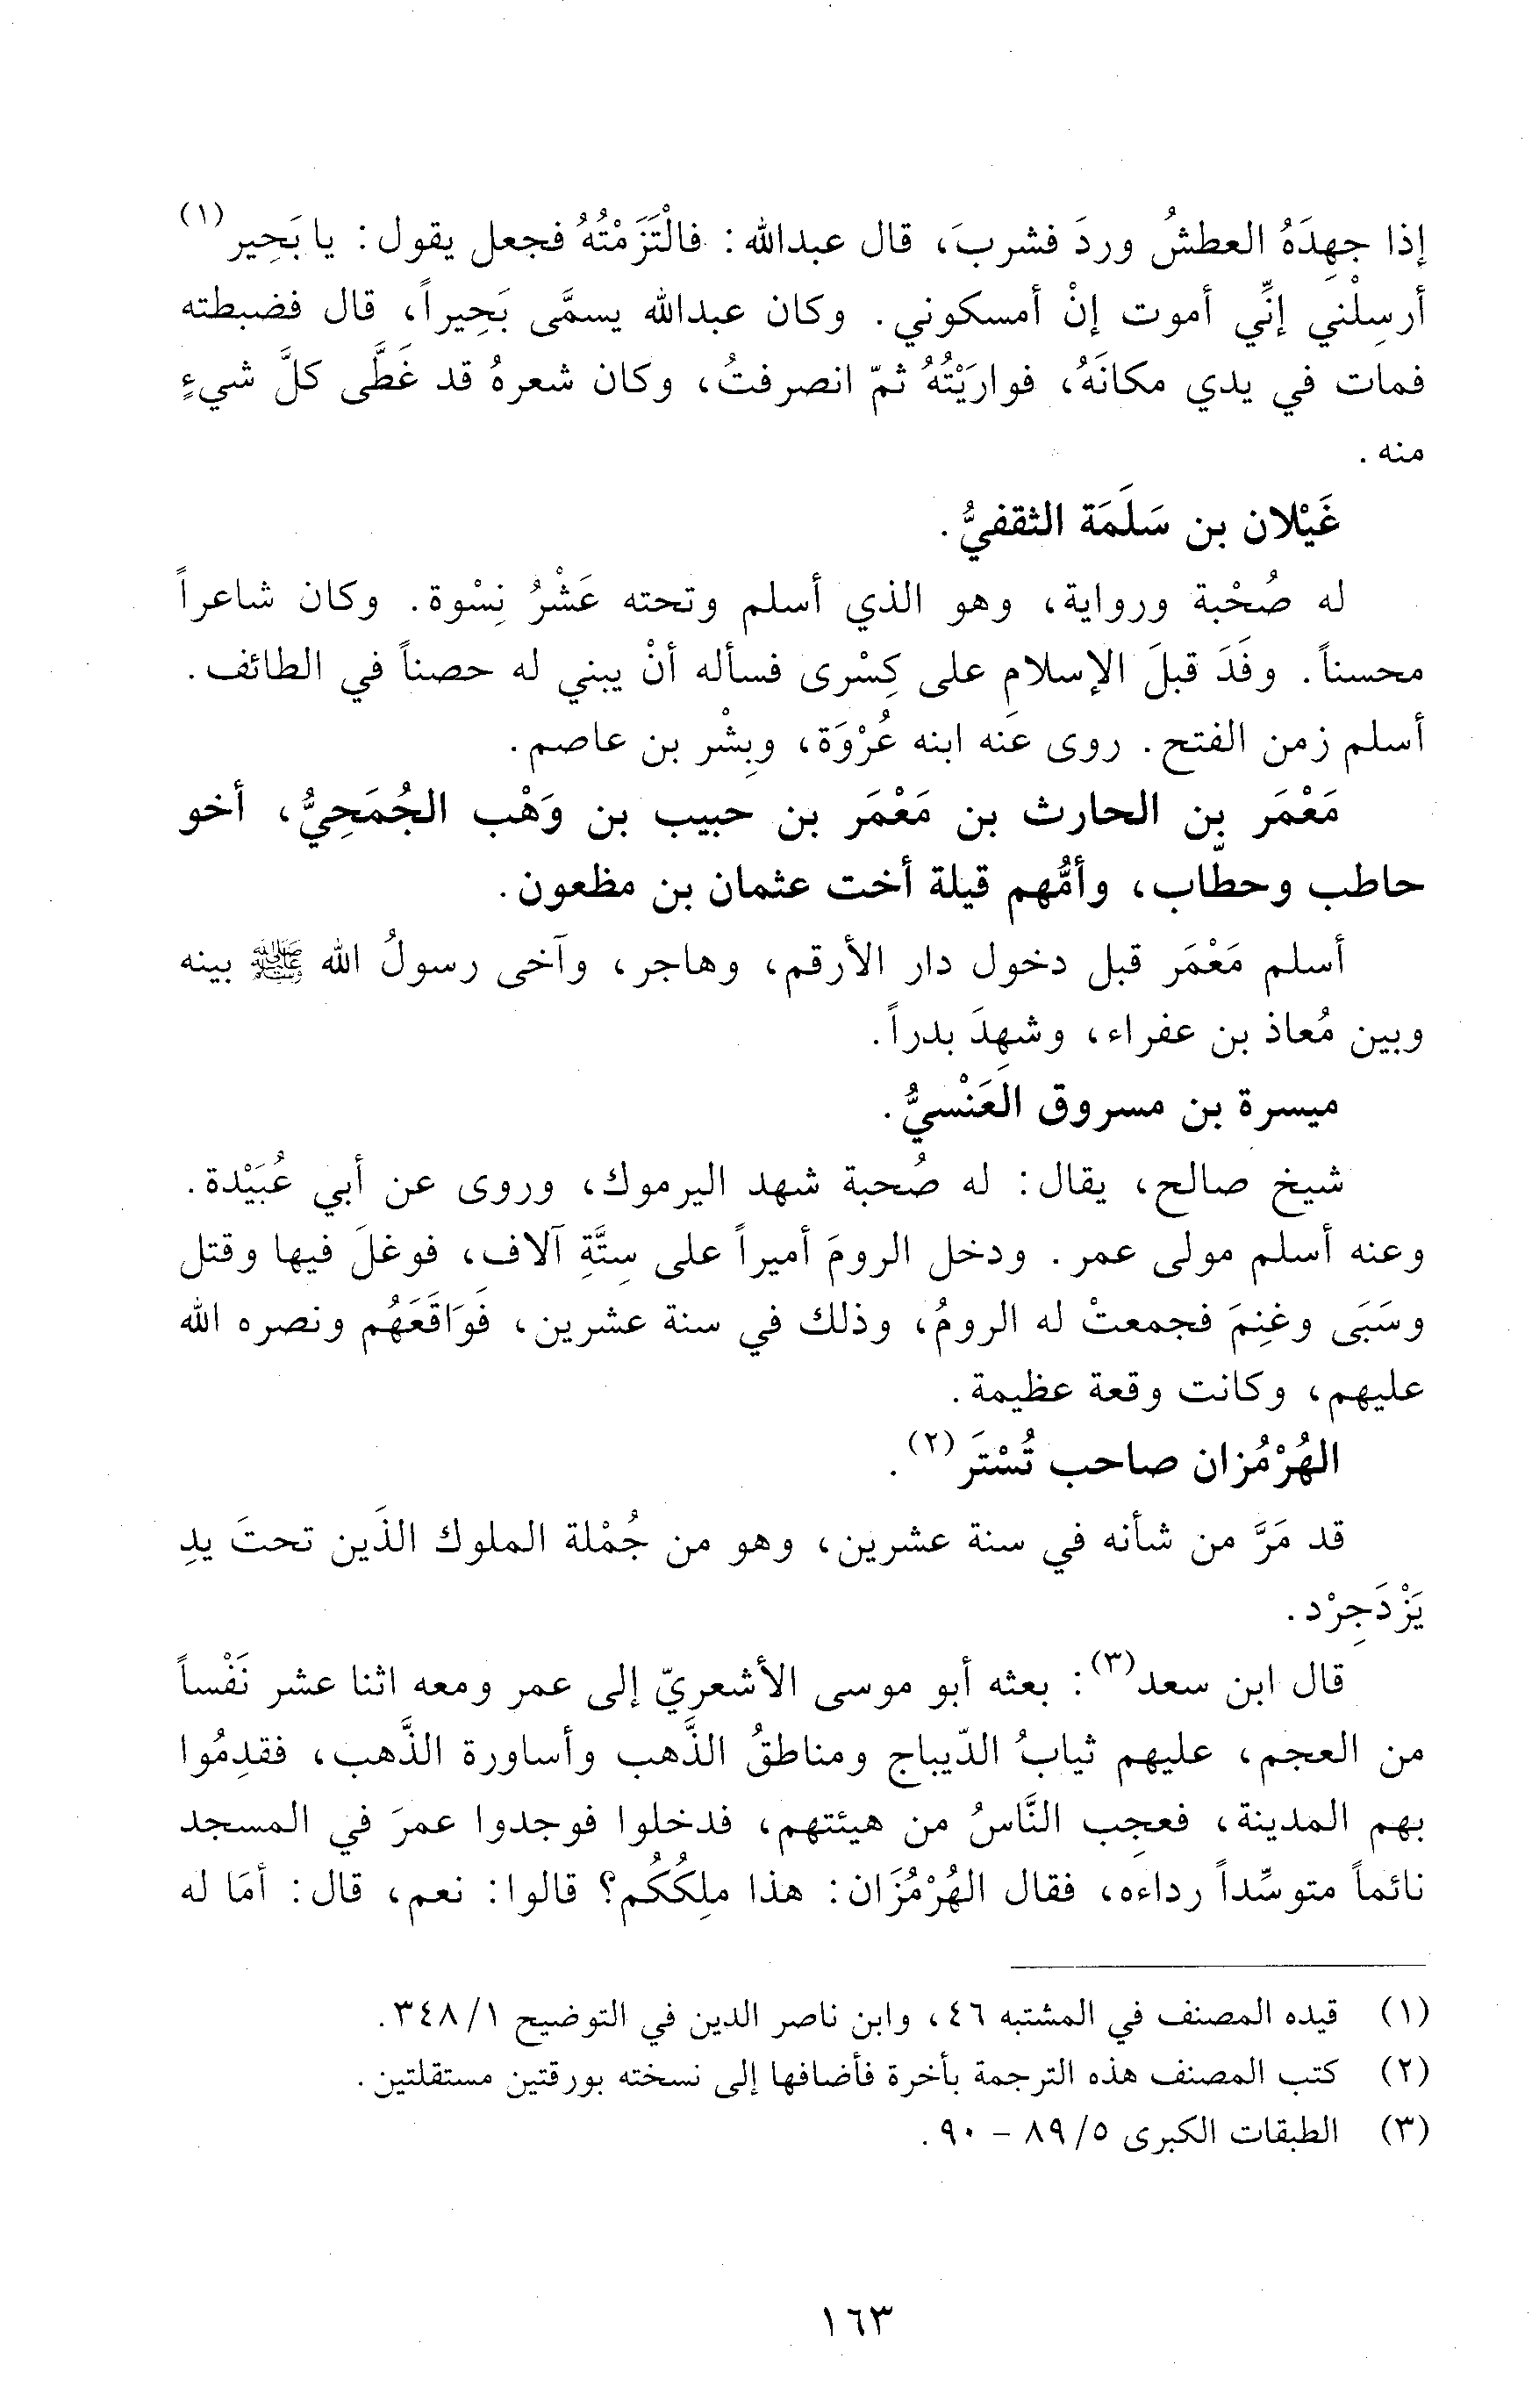 إذا جهِدَهُ العطشُ وردَ فشربَ، قال عبدالله: فالْتَزَمْتُهُ فجعل يقول: يا بَحِير(١)
أرسِلْني إنِّي أموت إنْ أمسكوني. وكان عبدالله يسمَّى بَحِيراً، قال فضبطته
فمات في يدي مكانَهُ، فوارَيْتُهُ ثمّ انصرفتُ، وكان شعرهُ قد غَطَّى كلَّ شيءٍ
منه.
غَيْلان بن سَلَمَة الثقفيُّ.
له صُحْبة ورواية، وهو الذي أسلم وتحته عَشْرُ نِسْوة. وكان شاعراً
محسناً. وفَدَ قبلَ الإسلام على كِسْرى فسأله أنْ يبني له حصناً في الطائف.
أسلم زمن الفتح. روى عنه ابنه عُرْوَة، وبِشْر بن عاصم.
مَعْمَر بن الحارث بن مَعْمَر بن حبيب بن وَهْب الجُمَحِيُّ، أخو
حاطب وحطّاب، وأمُّهم قيلة أخت عثمان بن مظعون.
أسلم مَعْمَر قبل دخول دار الأرقم، وهاجر، وآخى رسولُ الله ﷺ بينه
وبين مُعاذ بن عفراء، وشهِدَ بدراً.
ميسرة بن مسروق العَنْسيُّ.
شيخ صالح، يقال: له صُحبة شهد اليرموك، وروى عن أبي عُبَيْدة.
وعنه أسلم مولى عمر. ودخل الرومَ أميراً على سِتَّةِ آلاف، فوغلَ فيها وقتل
وسَبَى وغنِمَ فجمعتْ له الرومُ، وذلك في سنة عشرين، فَوَاقَعَهُم ونصره الله
عليهم، وكانت وقعة عظيمة.
الهُرْمُزان صاحب تُسْتَر(٢).
قد مَرَّ من شأنه في سنة عشرين، وهو من جُمْلة الملوك الذَين تحتَ يدِ
يَزْدَجِرْد.
قال ابن سعد(٣): بعثه أبو موسى الأشعريّ إلى عمر ومعه اثنا عشر نَفْساً
من العجم، عليهم ثيابُ الدّيباج ومناطقُ الذَّهب وأساورة الذَّهب، فقدِمُوا
بهم المدينة، فعجِب النَّاسُ من هيئتهم، فدخلوا فوجدوا عمرَ في المسجد
نائماً متوسِّداً رداءه، فقال الهُرْمُزَان: هذا ملِكُكُم؟ قالوا: نعم، قال: أمَا له
(١) قيده المصنف في المشتبه ٤٦، وابن ناصر الدين في التوضيح ٣٤٨/١.
(٢) كتب المصنف هذه الترجمة بأخرة فأضافها إلى نسخته بورقتين مستقلتين.
(٣) الطبقات الكبرى ٨٩/٥ - ٩٠.
١٦٣